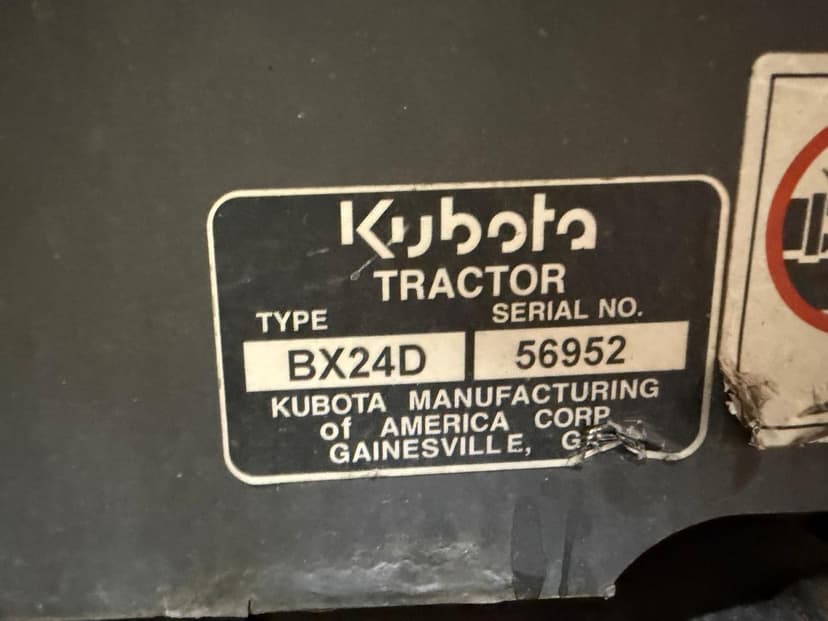 Kubota
TRACTOR
TYPE SERIAL NO.
BX24D 56952
KUBOTA MANUFACTURING
of AMERICA CORP
GAINESVILLE,